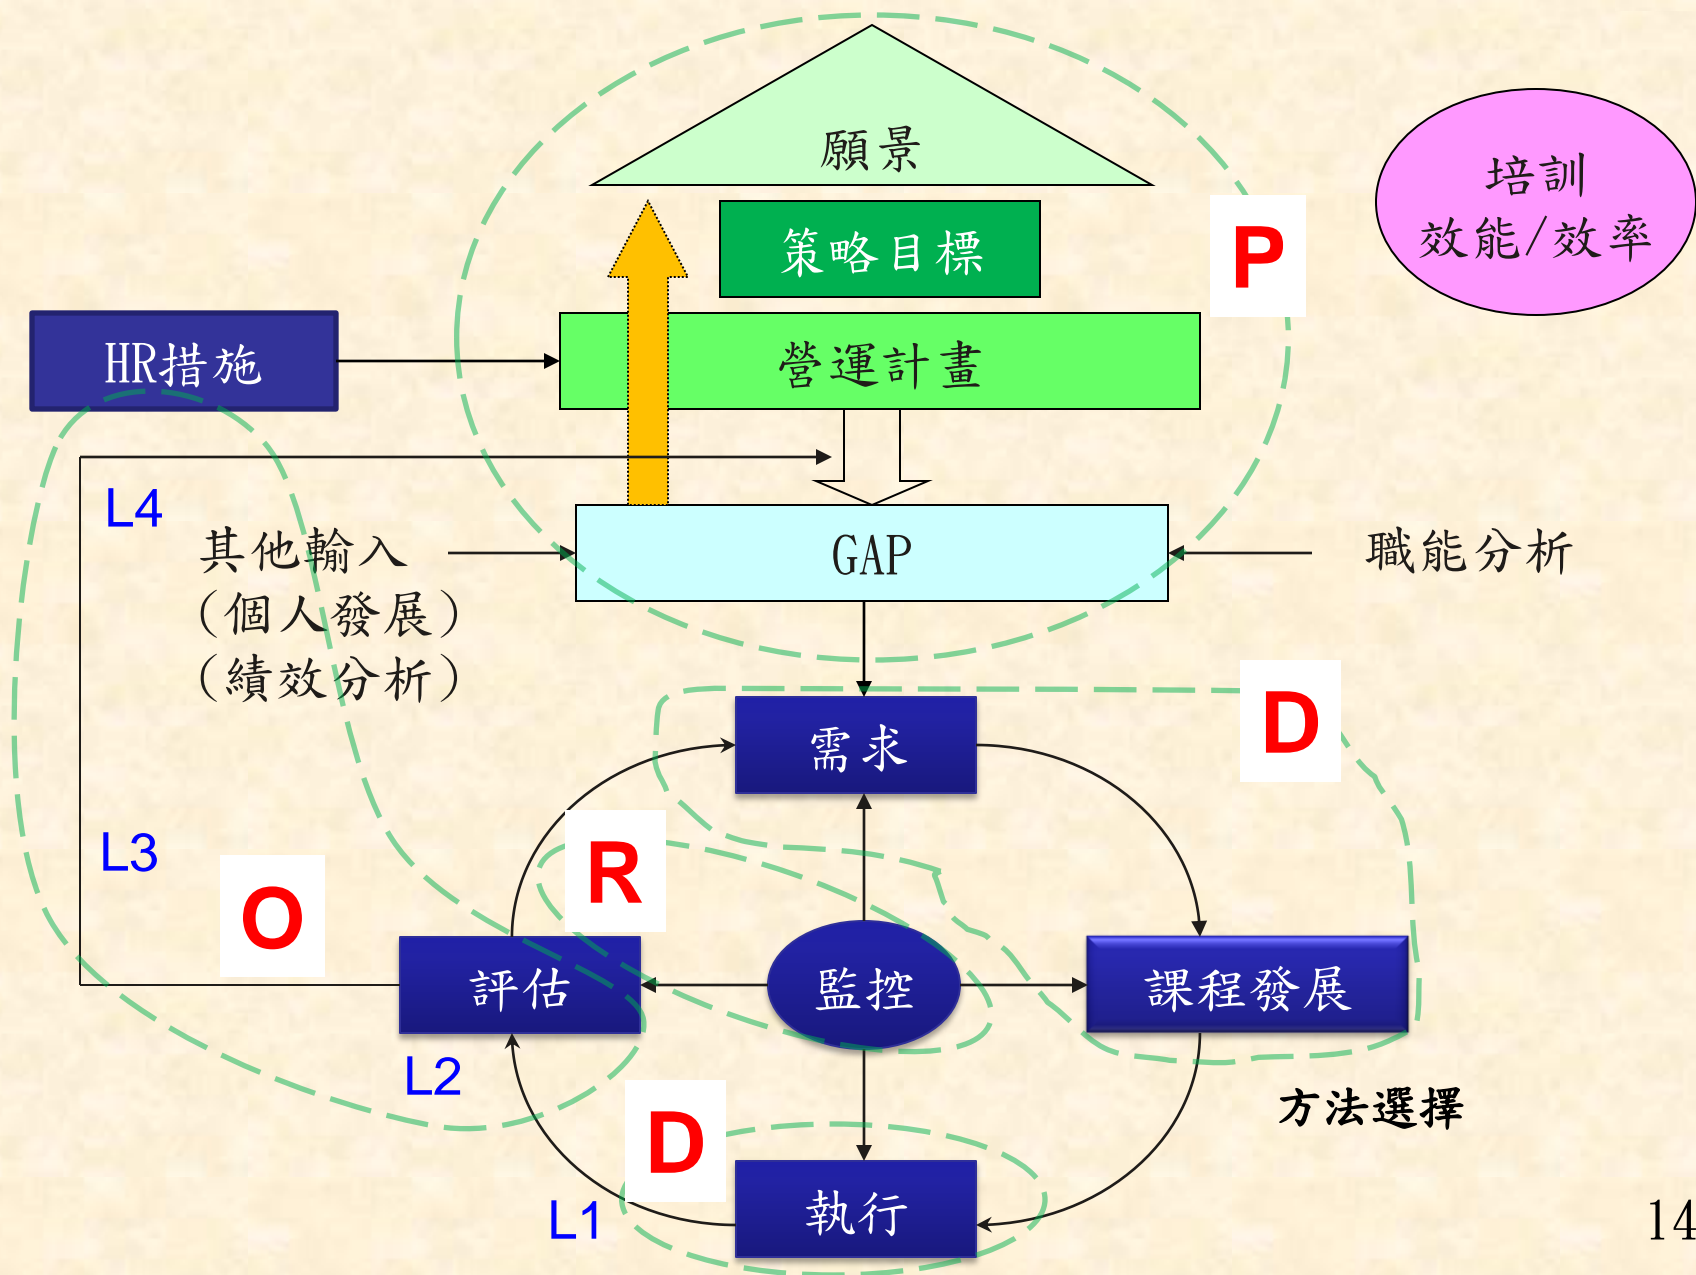 願景
培訓
效能/效率
策略目標
P
HR措施
營運計畫
L4
其他輸入
(個人發展)
(績效分析)
GAP
職能分析
D
需求
L3
R
O
評估
監控
課程發展
L2
方法選擇
D
L1
執行
14